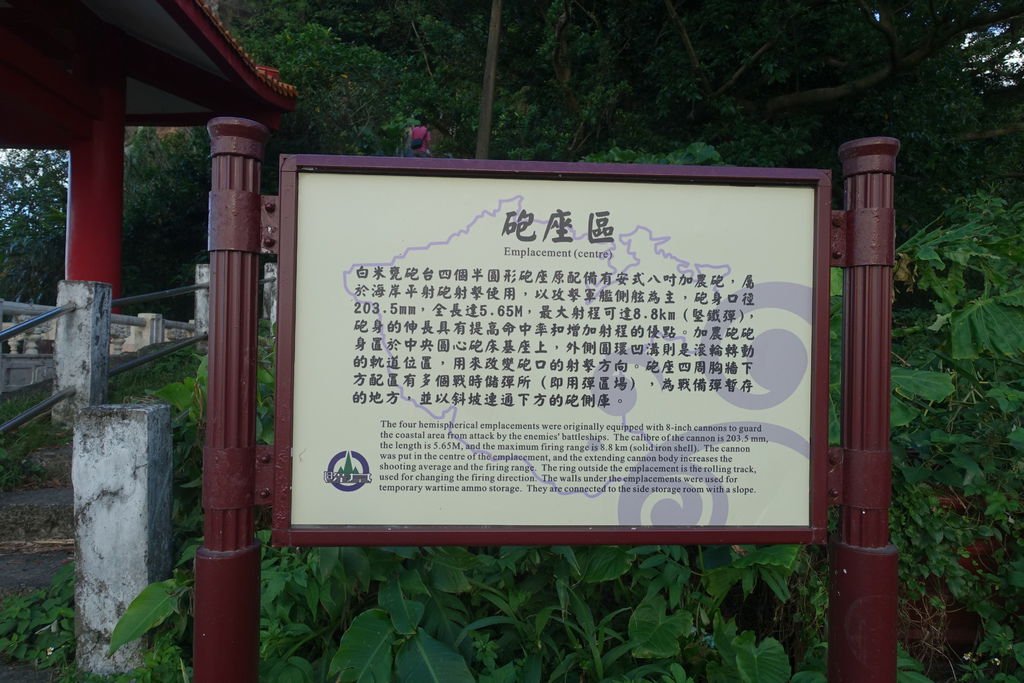 砲座區
Emplacement (centre)
白米甕砲台四個半圓形砲座原配備有安式八吋加農砲，屬
於海岸平射砲射擊使用，以攻擊軍艦側舷為主，砲身口徑
203.5mm，全長達5.65M，最大射程可達8.8km（堅鐵彈），
砲身的伸長具有提高命中率和增加射程的優點。加農砲砲
身置於中央圓心砲床基座上，外側圓環凹溝則是滾輪轉動
的軌道位置，用來改變砲口的射擊方向。砲座四周胸牆下
方配置有多個戰時儲彈所（即用彈置場），為戰備彈暫存
的地方，並以斜坡連通下方的砲側庫。
The four hemispherical emplacements were originally equipped with 8-inch cannons to guard
the coastal area from attack by the enemies' battleships. The calibre of the cannon is 203.5 mm,
the length is 5.65M, and the maximum firing range is 8.8 km (solid iron shell). The cannon
was put in the centre of the emplacement, and the extending cannon body increases the
shooting average and the firing range. The ring outside the emplacement is the rolling track,
used for changing the firing direction. The walls under the emplacements were used for
temporary wartime ammo storage. They are connected to the side storage room with a slope.